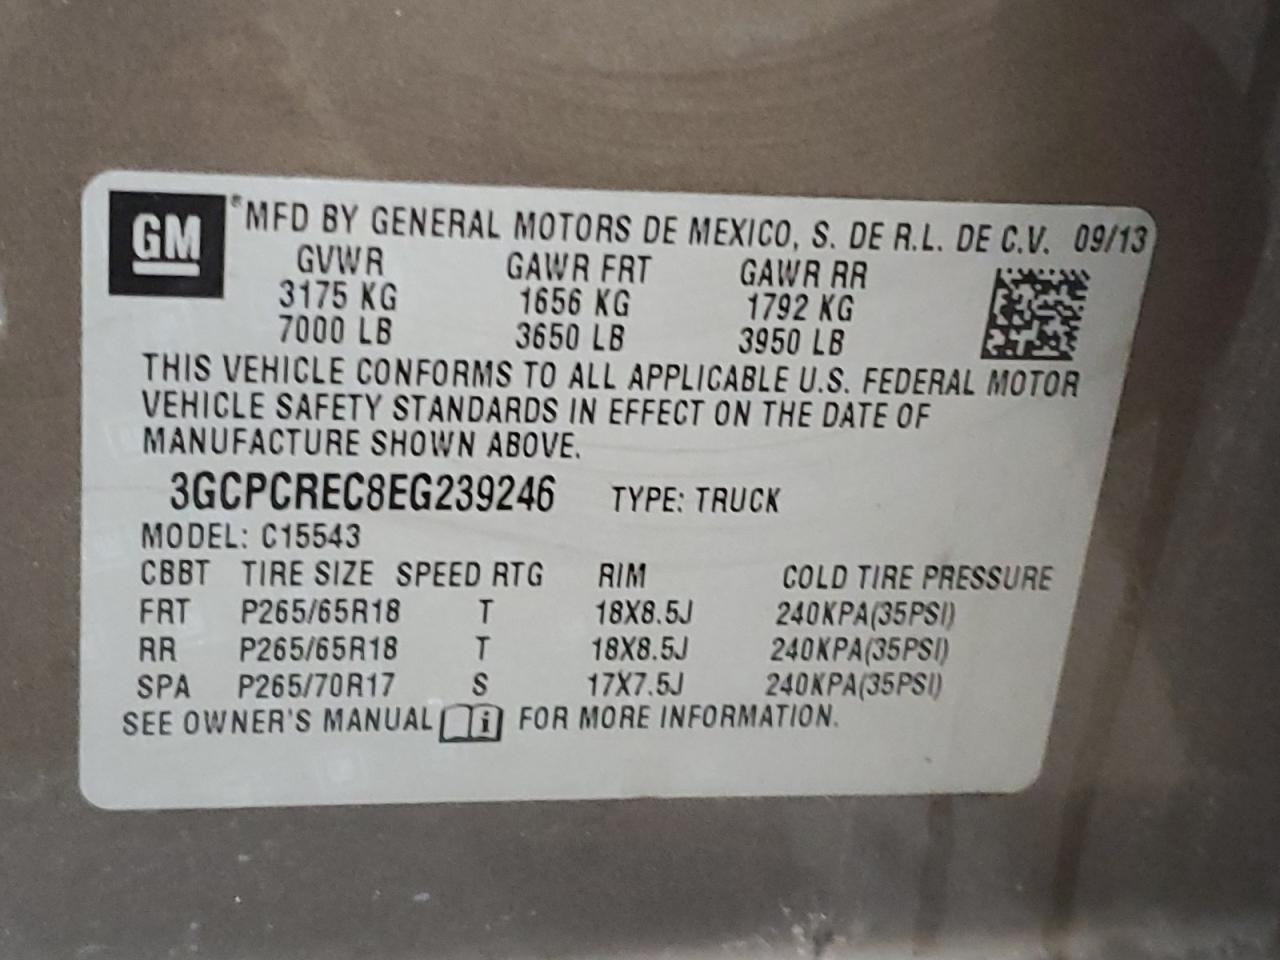 GM® MFD BY GENERAL MOTORS DE MEXICO, S. DE R.L. DE C.V. 09/13
GVWR GAWR FRT GAWR RR
3175 KG 1656 KG 1792 KG
7000 LB 3650 LB 3950 LB
THIS VEHICLE CONFORMS TO ALL APPLICABLE U.S. FEDERAL MOTOR
VEHICLE SAFETY STANDARDS IN EFFECT ON THE DATE OF
MANUFACTURE SHOWN ABOVE.
3GCPCREC8EG239246 TYPE: TRUCK
MODEL: C15543
CBBT TIRE SIZE SPEED RTG RIM COLD TIRE PRESSURE
FRT P265/65R18 T 18X8.5J 240KPA(35PSI)
RR P265/65R18 T 18X8.5J 240KPA(35PSI)
SPA P265/70R17 S 17X7.5J 240KPA(35PSI)
SEE OWNER'S MANUAL i FOR MORE INFORMATION.